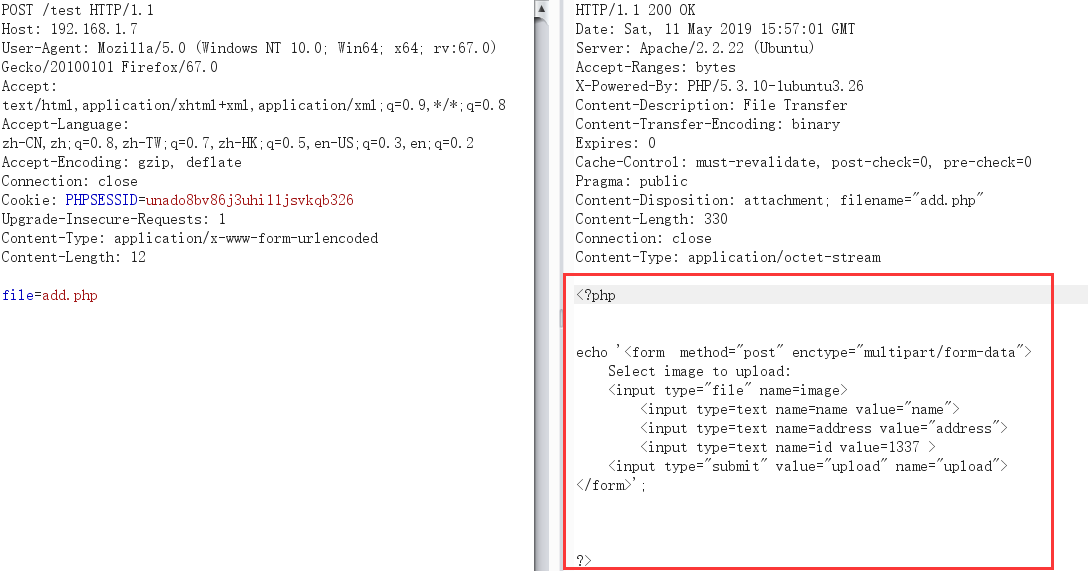 POST /test HTTP/1.1
Host: 192.168.1.7
User-Agent: Mozilla/5.0 (Windows NT 10.0; Win64; x64; rv:67.0)
Gecko/20100101 Firefox/67.0
Accept:
text/html,application/xhtml+xml,application/xml;q=0.9,*/*;q=0.8
Accept-Language:
zh-CN,zh;q=0.8,zh-TW;q=0.7,zh-HK;q=0.5,en-US;q=0.3,en;q=0.2
Accept-Encoding: gzip, deflate
Connection: close
Cookie: PHPSESSID=unado8bv86j3uhi11jsvkqb326
Upgrade-Insecure-Requests: 1
Content-Type: application/x-www-form-urlencoded
Content-Length: 12
file=add.php
HTTP/1.1 200 OK
Date: Sat, 11 May 2019 15:57:01 GMT
Server: Apache/2.2.22 (Ubuntu)
Accept-Ranges: bytes
X-Powered-By: PHP/5.3.10-1ubuntu3.26
Content-Description: File Transfer
Content-Transfer-Encoding: binary
Expires: 0
Cache-Control: must-revalidate, post-check=0, pre-check=0
Pragma: public
Content-Disposition: attachment; filename="add.php"
Content-Length: 330
Connection: close
Content-Type: application/octet-stream
<?php
echo '<form  method="post" enctype="multipart/form-data">
    Select image to upload:
    <input type="file" name=image>
        <input type=text name=name value="name">
        <input type=text name=address value="address">
        <input type=text name=id value=1337 >
    <input type="submit" value="upload" name="upload">
</form>';
?>